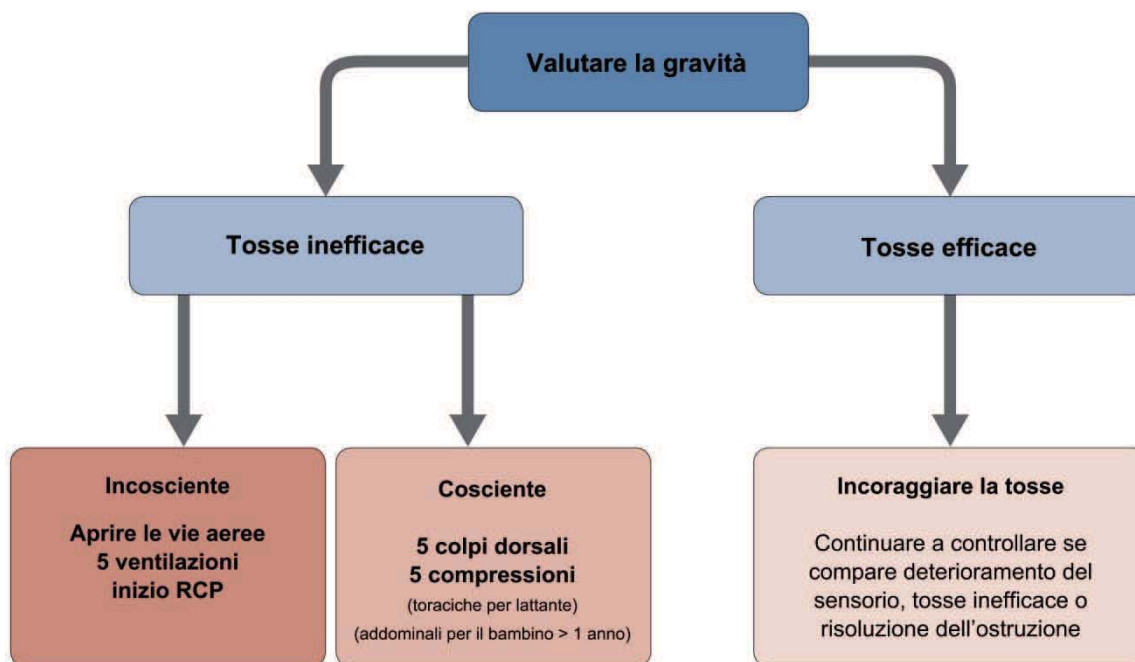 Valutare la gravità
Tosse inefficace
Tosse efficace
Incosciente
Aprire le vie aeree
5 ventilazioni
inizio RCP
Cosciente
5 colpi dorsali
5 compressioni
(toraciche per lattante)
(addominali per il bambino > 1 anno)
Incoraggiare la tosse
Continuare a controllare se
compare deterioramento del
sensorio, tosse inefficace o
risoluzione dell'ostruzione